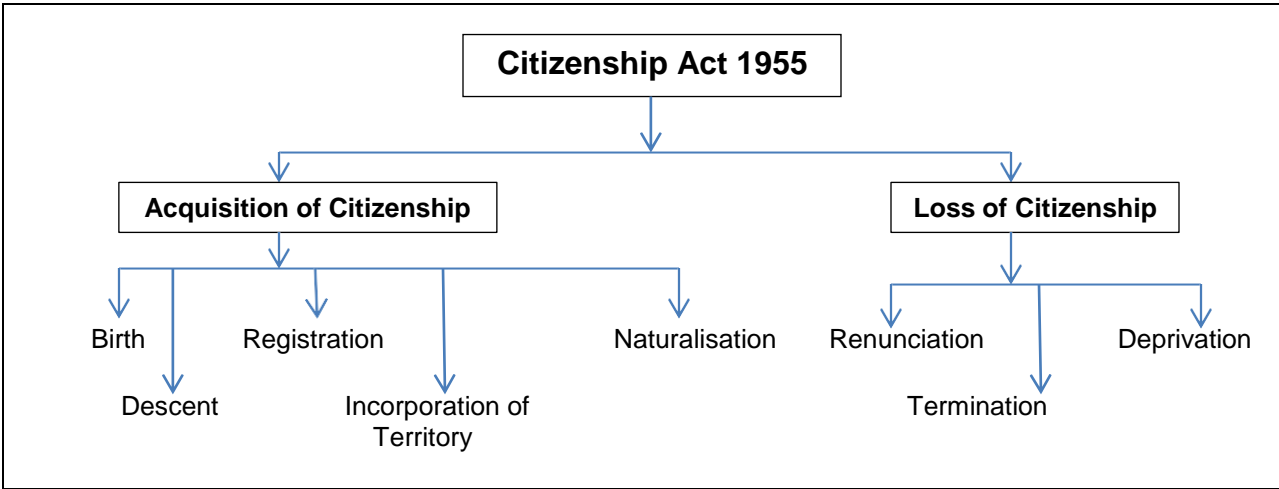 Citizenship Act 1955
Acquisition of Citizenship
Loss of Citizenship
Birth
Registration
Naturalisation
Renunciation
Deprivation
Descent
Incorporation of
Territory
Termination